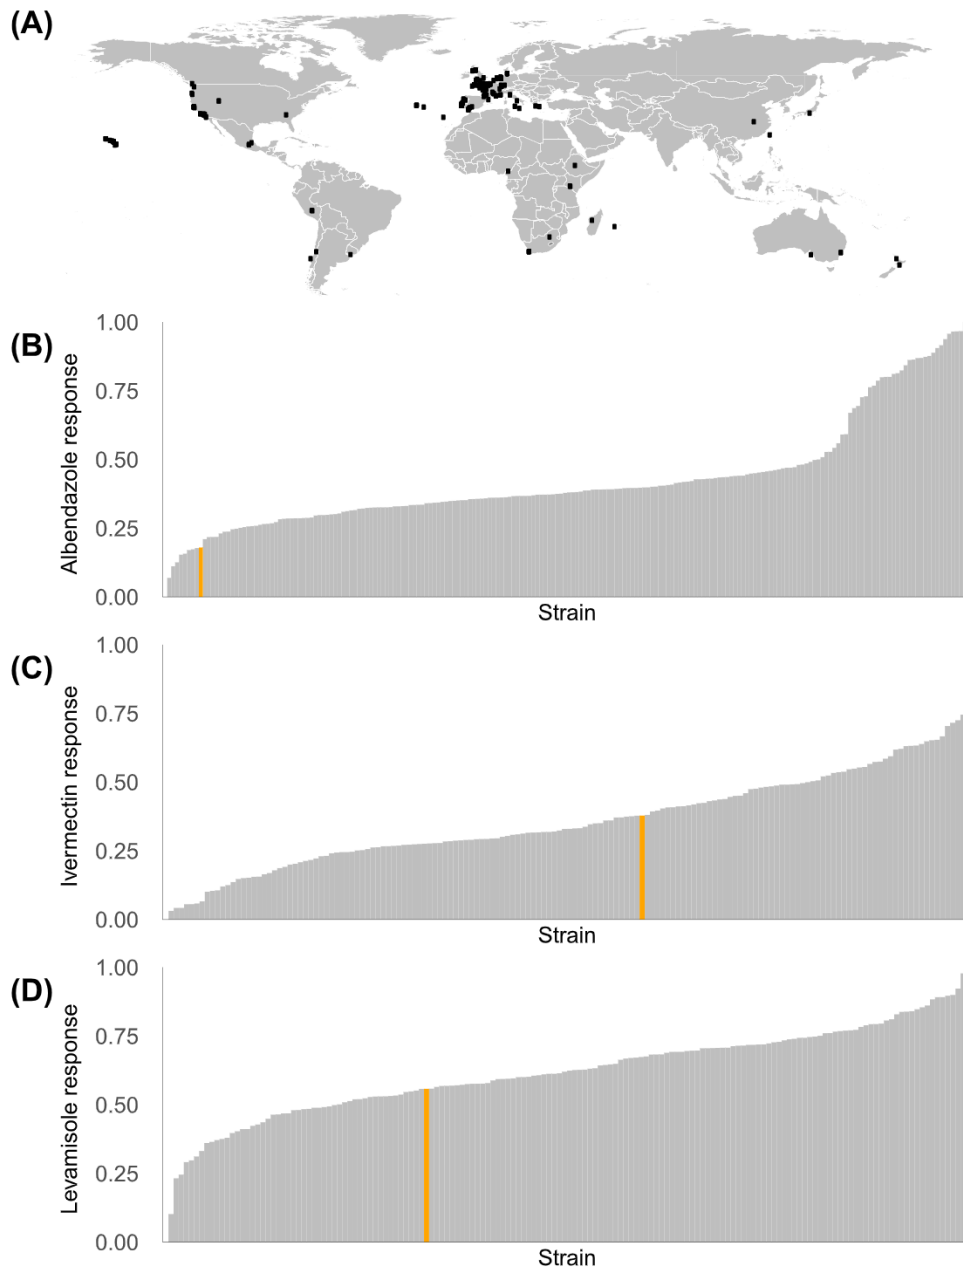 (A)
(B)
Albendazole response
1.00
0.75
0.50
0.25
0.00
Strain
(C)
Ivermectin response
1.00
0.75
0.50
0.25
0.00
Strain
(D)
Levamisole response
1.00
0.75
0.50
0.25
0.00
Strain